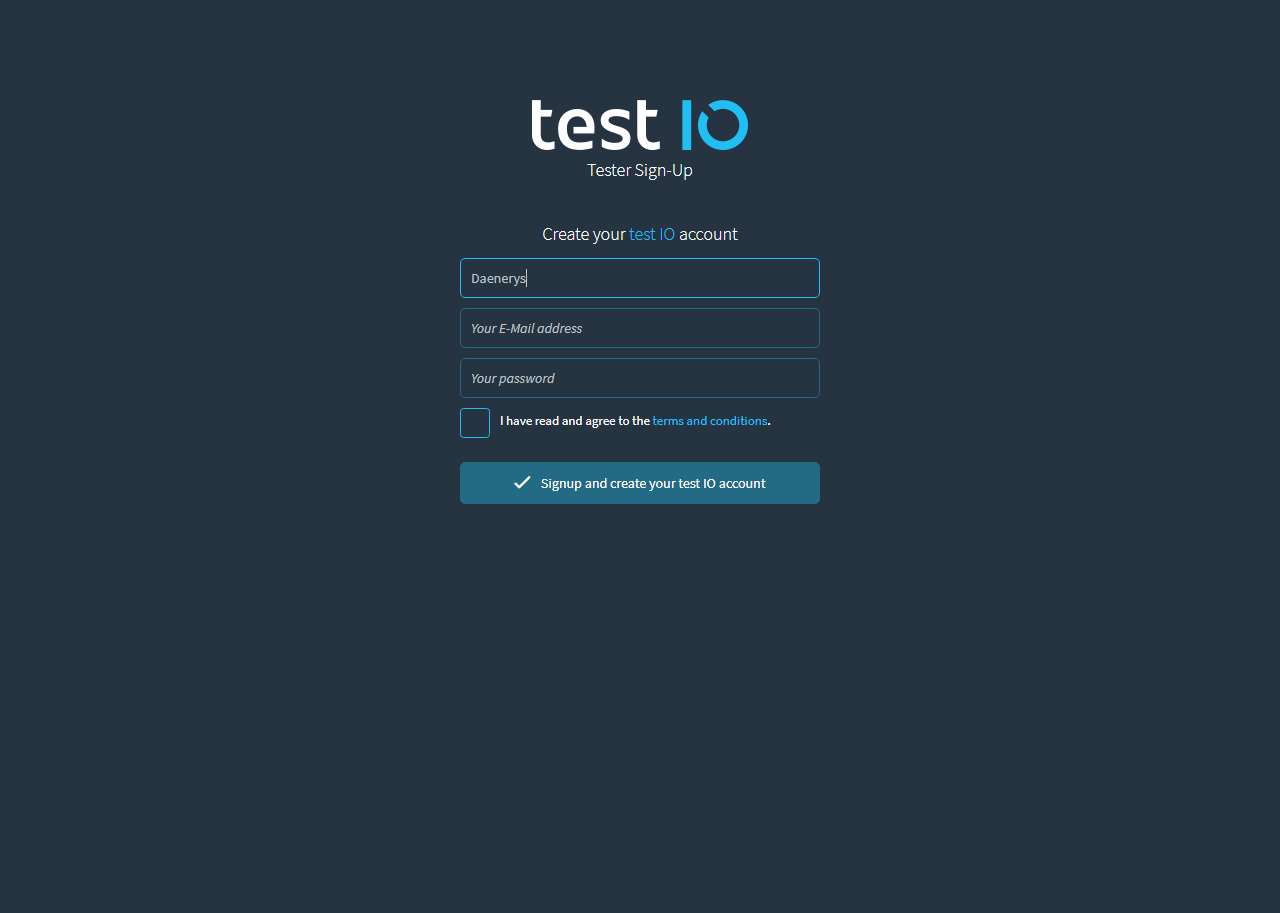 test IO
Tester Sign-Up
Create your test IO account
Daenerys
Your E-Mail address
Your password
I have read and agree to the terms and conditions.
Signup and create your test IO account